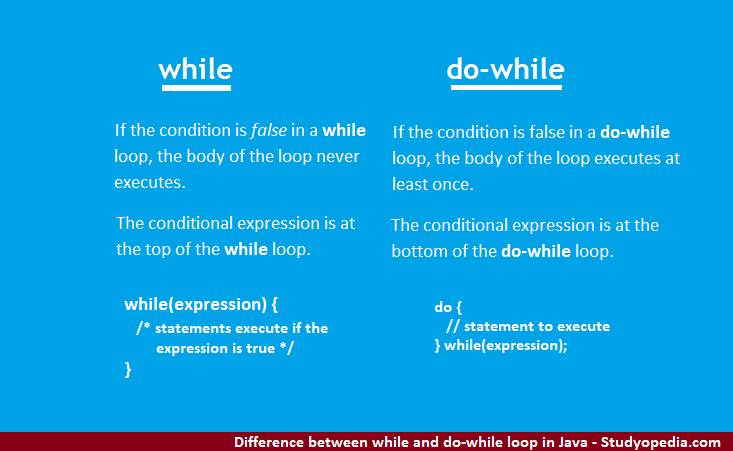 while
If the condition is false in a while
loop, the body of the loop never
executes.
The conditional expression is at
the top of the while loop.
while(expression) {
/* statements execute if the
expression is true */
}
do-while
If the condition is false in a do-while
loop, the body of the loop executes at
least once.
The conditional expression is at the
bottom of the do-while loop.
do {
// statement to execute
} while(expression);
Difference between while and do-while loop in Java - Studyopedia.com